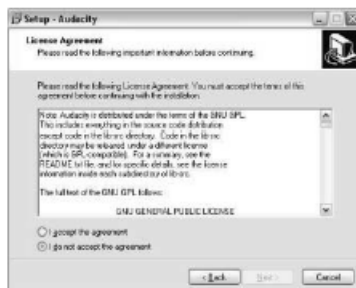 Setup - Audacity
License Agreement
Please read the following important information before continuing.
Please read the following License Agreement. You must accept the terms of this
agreement before continuing with the installation.
Note: Audacity is distributed under the terms of the GNU GPL.
This includes everything in the source code distribution
except code in the lib-src directory. Code in the lib-src
directory may be released under a different license
(which is GPL-compatible). For a summary, see the
README.txt file, and for specific details, see the license
information inside each subdirectory of lib-src.
The full text of the GNU GPL follows:
GNU GENERAL PUBLIC LICENSE
I accept the agreement
I do not accept the agreement
< Back
Next >
Cancel